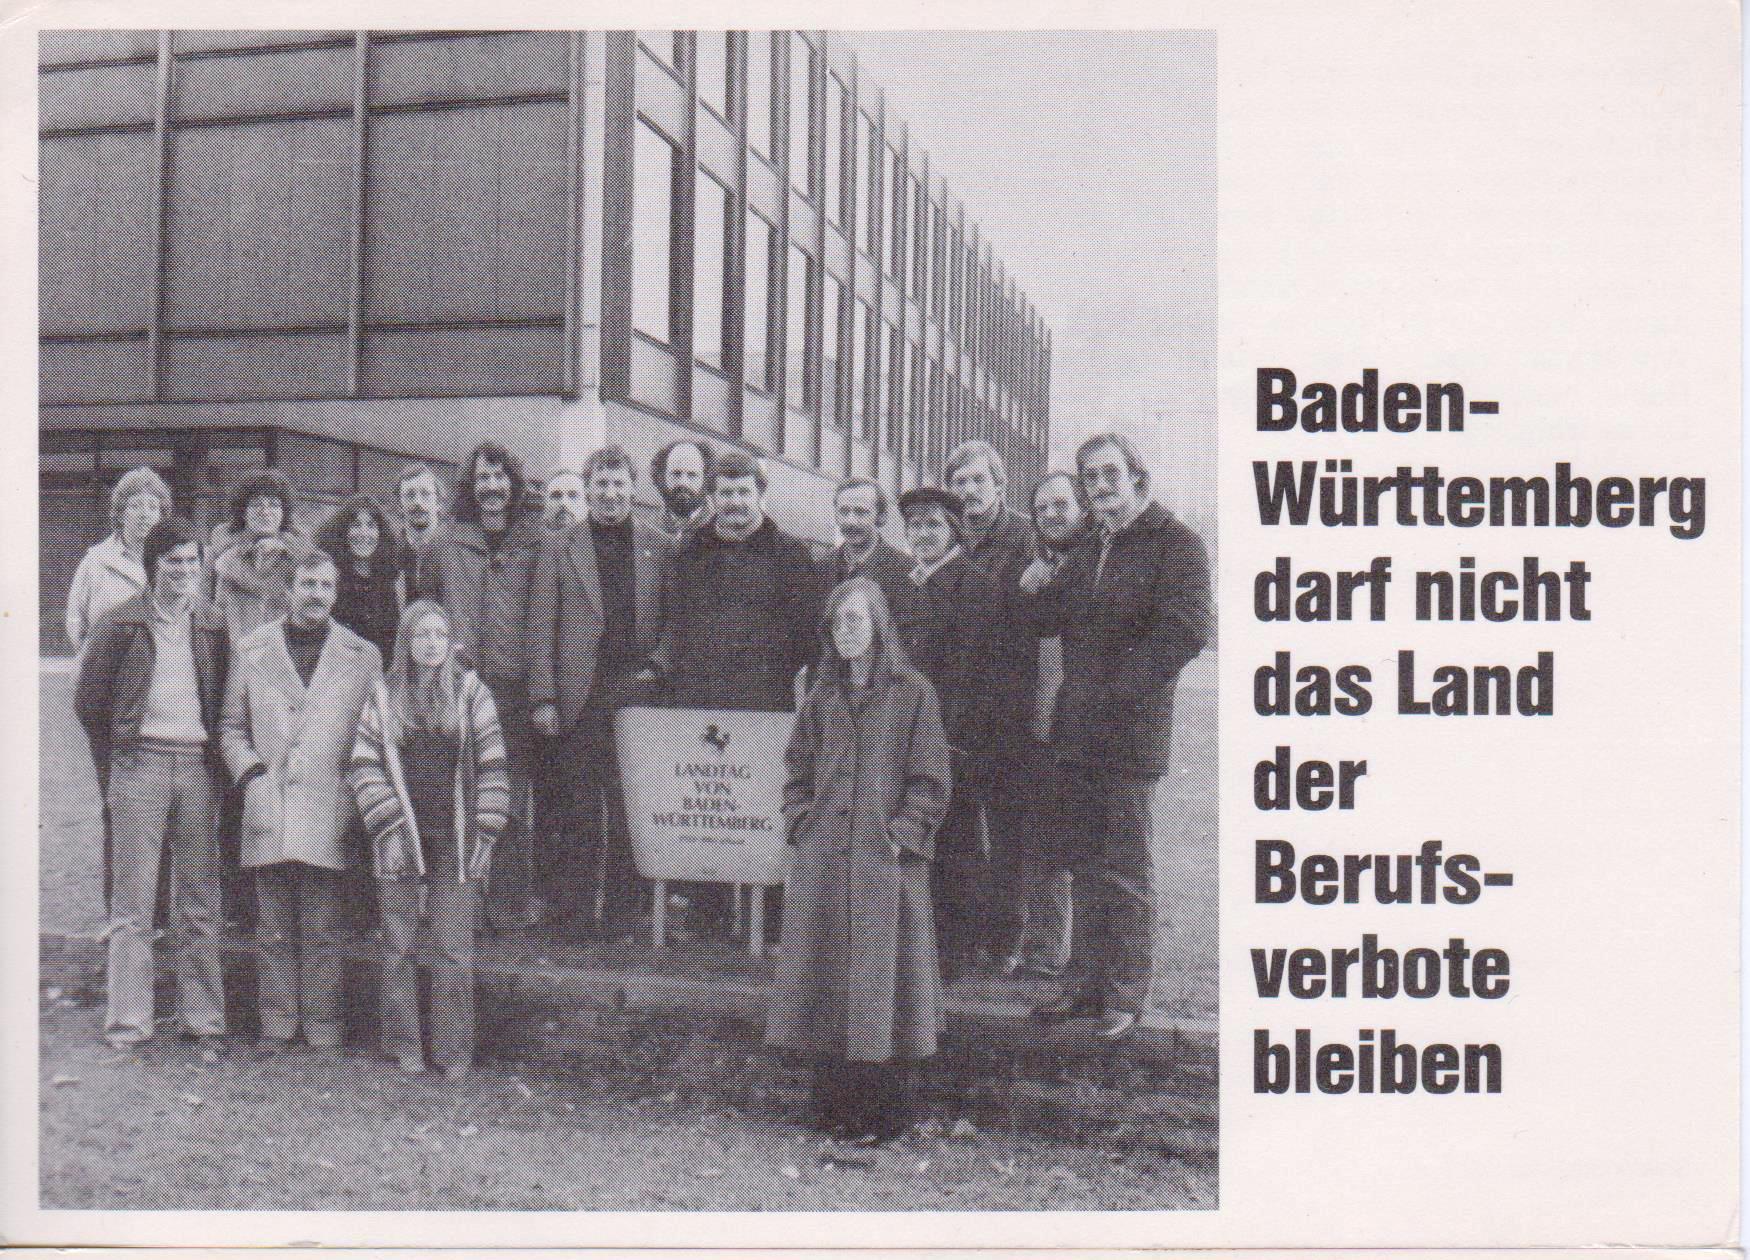 LANDTAG
VON
BADEN-
WÜRTTEMBERG
Baden-
Württemberg
darf nicht
das Land
der
Berufs-
verbote
bleiben